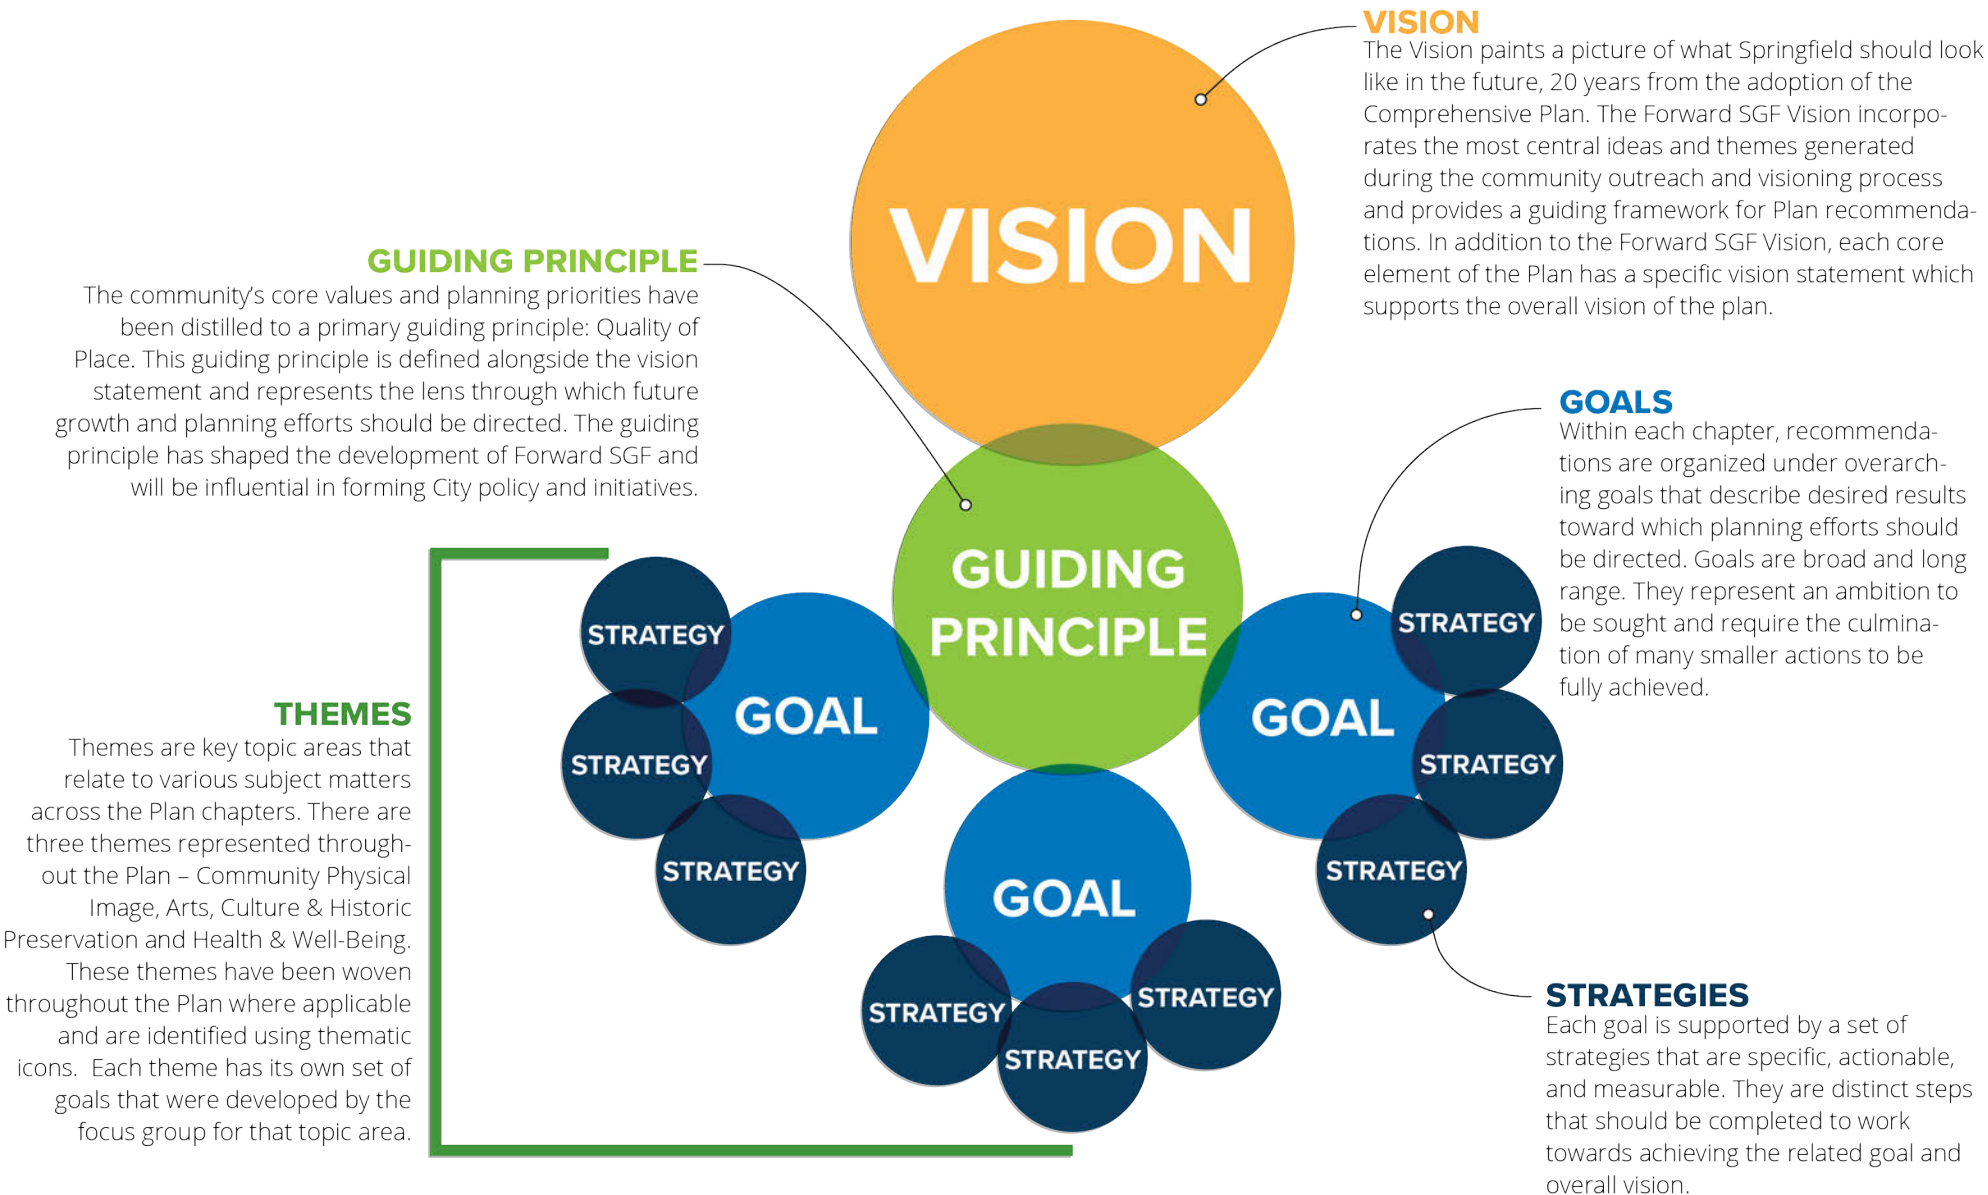 VISION
The Vision paints a picture of what Springfield should look
like in the future, 20 years from the adoption of the
Comprehensive Plan. The Forward SGF Vision incorpo-
rates the most central ideas and themes generated
during the community outreach and visioning process
and provides a guiding framework for Plan recommenda-
tions. In addition to the Forward SGF Vision, each core
element of the Plan has a specific vision statement which
supports the overall vision of the plan.
VISION
GUIDING PRINCIPLE
The community's core values and planning priorities have
been distilled to a primary guiding principle: Quality of
Place. This guiding principle is defined alongside the vision
statement and represents the lens through which future
growth and planning efforts should be directed. The guiding
principle has shaped the development of Forward SGF and
will be influential in forming City policy and initiatives.
GUIDING
PRINCIPLE
GOALS
Within each chapter, recommenda-
tions are organized under overarch-
ing goals that describe desired results
toward which planning efforts should
be directed. Goals are broad and long
range. They represent an ambition to
be sought and require the culmina-
tion of many smaller actions to be
fully achieved.
STRATEGY
STRATEGY
STRATEGY
GOAL
GOAL
STRATEGY
STRATEGY
STRATEGY
GOAL
STRATEGY
STRATEGY
STRATEGY
THEMES
Themes are key topic areas that
relate to various subject matters
across the Plan chapters. There are
three themes represented through-
out the Plan – Community Physical
Image, Arts, Culture & Historic
Preservation and Health & Well-Being.
These themes have been woven
throughout the Plan where applicable
and are identified using thematic
icons.  Each theme has its own set of
goals that were developed by the
focus group for that topic area.
STRATEGIES
Each goal is supported by a set of
strategies that are specific, actionable,
and measurable. They are distinct steps
that should be completed to work
towards achieving the related goal and
overall vision.